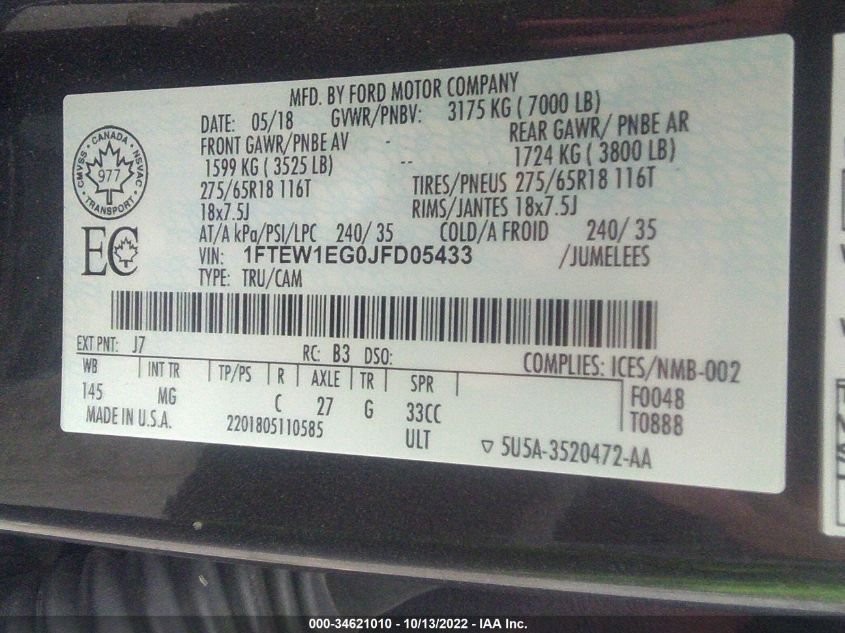 MFD. BY FORD MOTOR COMPANY
DATE: 05/18 GVWR/PNBV: 3175 KG ( 7000 LB)
FRONT GAWR/PNBE AV REAR GAWR/ PNBE AR
1599 KG ( 3525 LB) -- 1724 KG ( 3800 LB)
275/65R18 116T TIRES/PNEUS 275/65R18 116T
18x7.5J RIMS/JANTES 18x7.5J
AT/A kPa/PSI/LPC 240/ 35 COLD/A FROID 240/ 35
VIN: 1FTEW1EG0JFD05433 /JUMELEES
TYPE: TRU/CAM
CANADA
CMVSS NSVAC
977
TRANSPORT
EC
EXT PNT: J7 RC: B3 DSO: COMPLIES: ICES/NMB-002
WB INT TR TP/PS R AXLE TR SPR F0048
145 MG C 27 G 33CC T0888
MADE IN U.S.A. 2201805110585 ULT 5U5A-3520472-AA
000-34621010 - 10/13/2022 - IAA Inc.